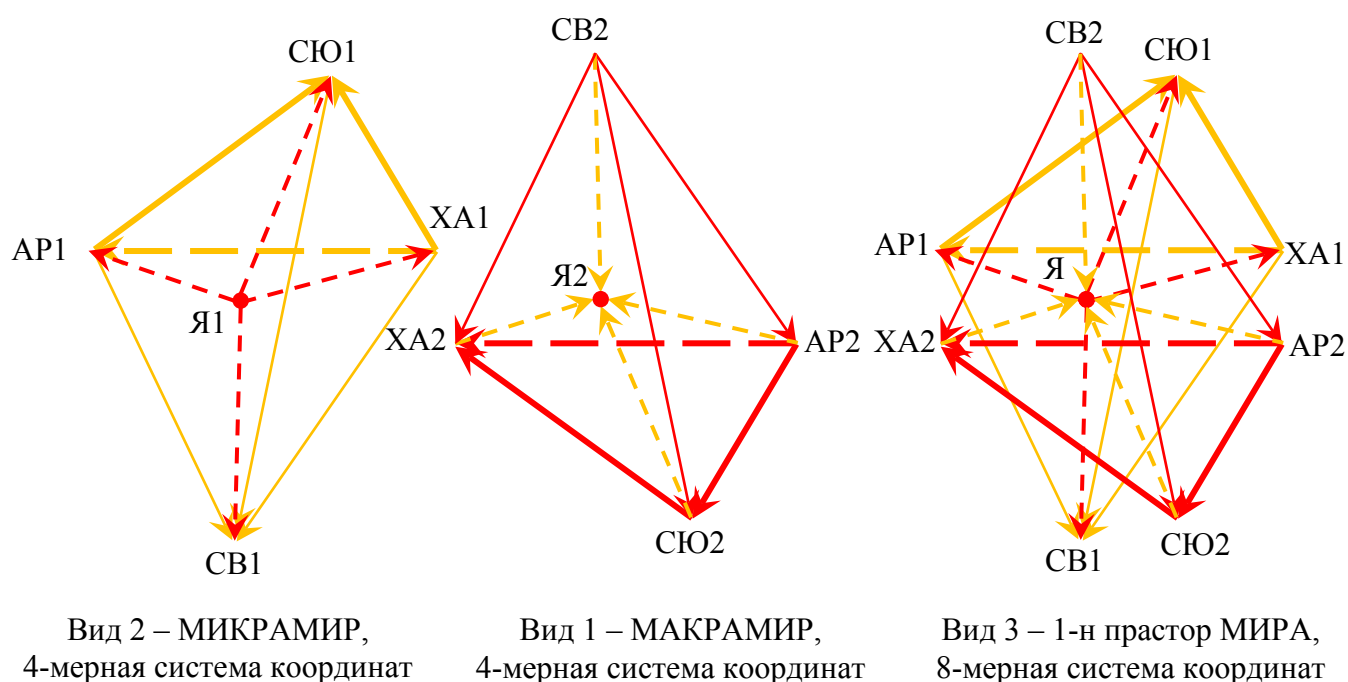 СЮ1
АР1
ХА1
Я1
СВ1
Вид 2 – МИКРАМИР,
4-мерная система координат
СВ2
Я2
ХА2
АР2
СЮ2
Вид 1 – МАКРАМИР,
4-мерная система координат
СВ2
СЮ1
АР1
Я
ХА1
ХА2
АР2
СВ1
СЮ2
Вид 3 – 1-н прастор МИРА,
8-мерная система координат